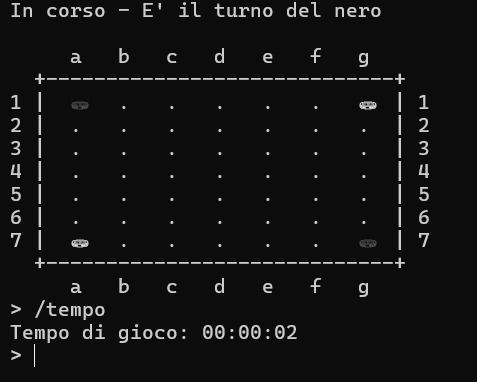 In corso - E' il turno del nero
a b c d e f g
+-----------------------------+
1 | ⛂ . . . . . ⛀ | 1
2 | . . . . . . . | 2
3 | . . . . . . . | 3
4 | . . . . . . . | 4
5 | . . . . . . . | 5
6 | . . . . . . . | 6
7 | ⛀ . . . . . ⛂ | 7
+-----------------------------+
a b c d e f g
> /tempo
Tempo di gioco: 00:00:02
>